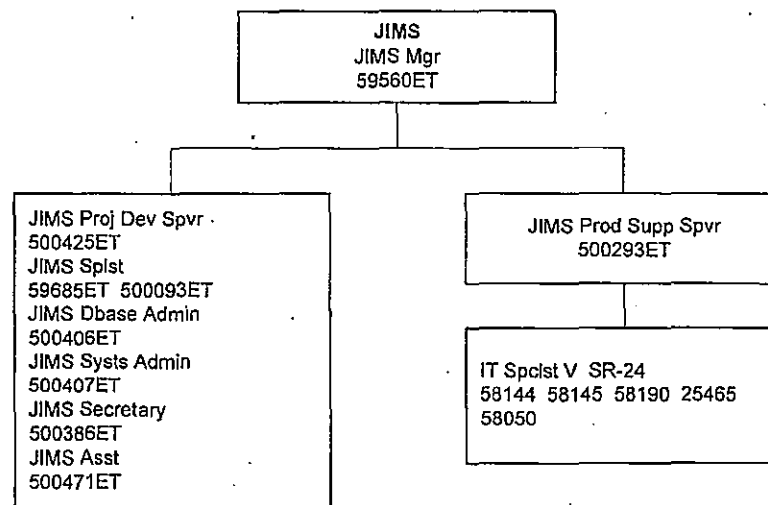 JIMS
JIMS Mgr
59560ET
JIMS Proj Dev Spvr
500425ET
JIMS Splst
59685ET 500093ET
JIMS Dbase Admin
500406ET
JIMS Systs Admin
500407ET
JIMS Secretary
500386ET
JIMS Asst
500471ET
JIMS Prod Supp Spvr
500293ET
IT Spclst V SR-24
58144 58145 58190 25465
58050